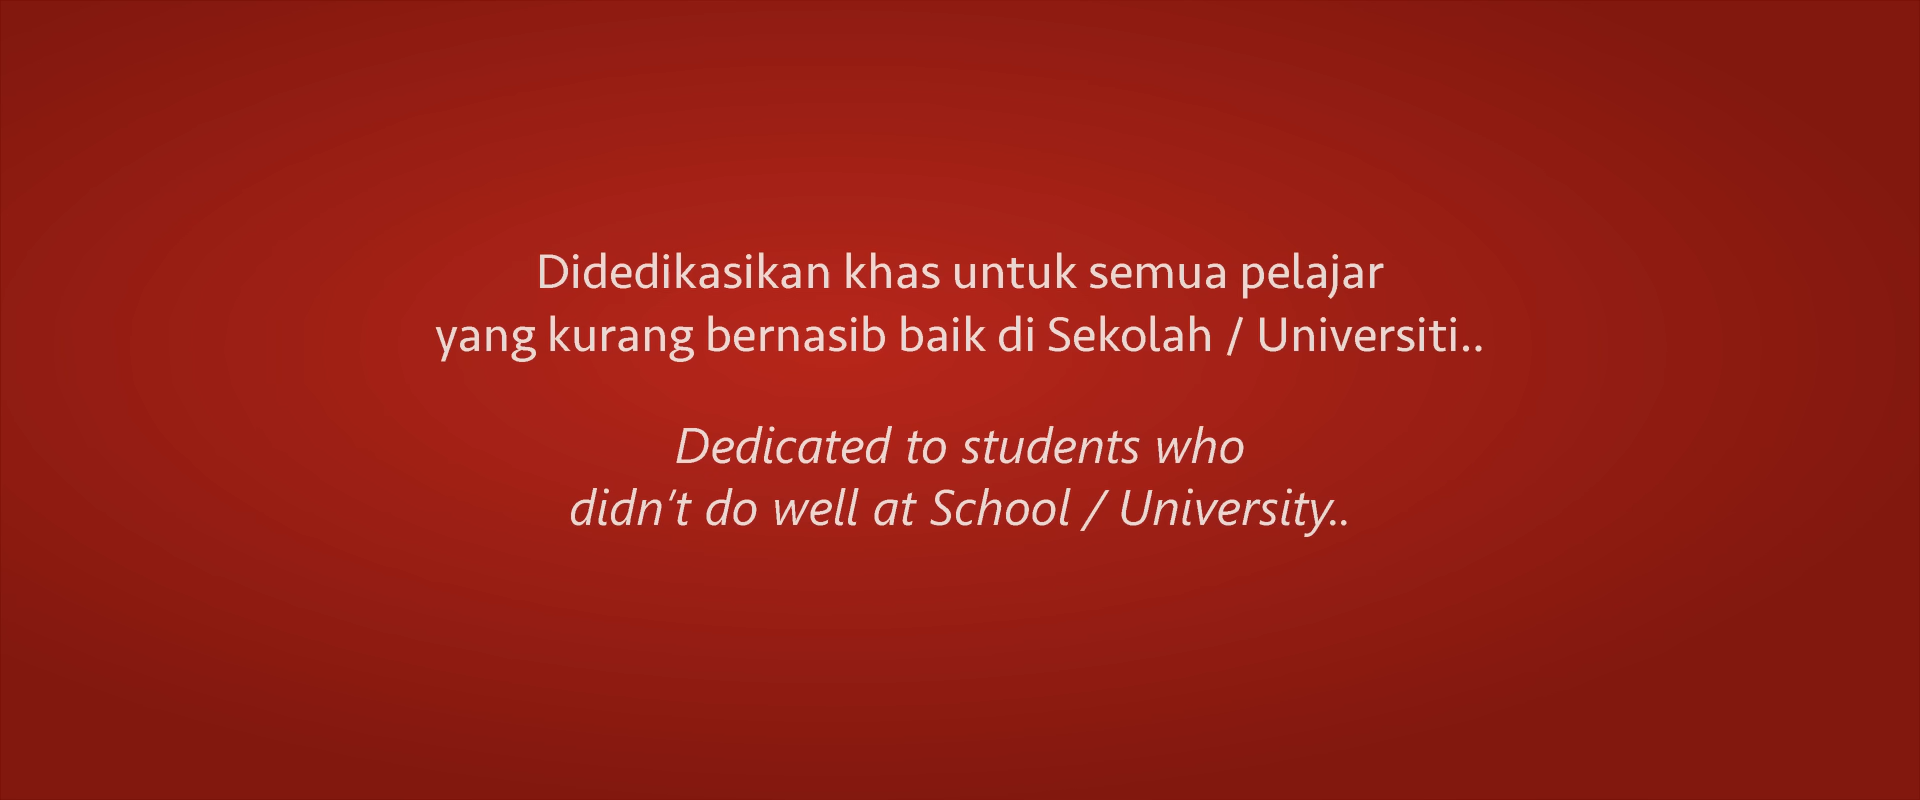 Didedikasikan khas untuk semua pelajar
yang kurang bernasib baik di Sekolah / Universiti..
Dedicated to students who
didn't do well at School / University..